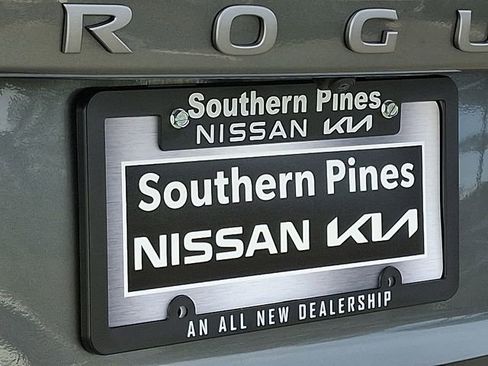 ROGU
Southern Pines
NISSAN KIA
Southern Pines
NISSAN KIA
AN ALL NEW DEALERSHIP